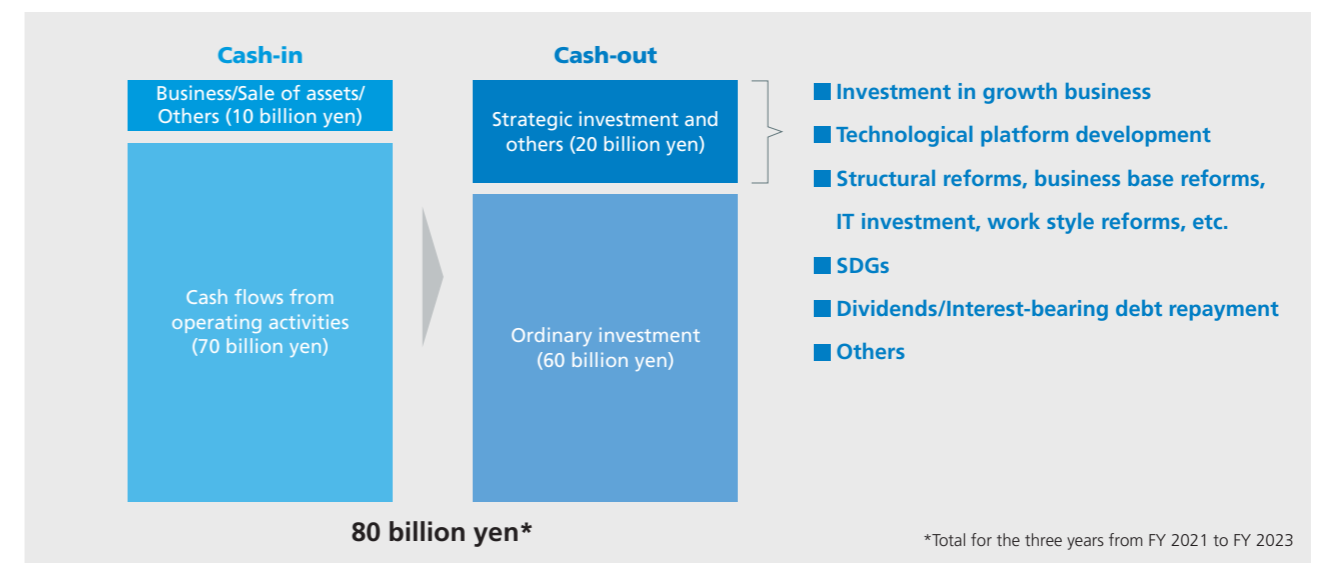 Cash-in
Business/Sale of assets/
Others (10 billion yen)
Cash flows from
operating activities
(70 billion yen)
Cash-out
Strategic investment and
others (20 billion yen)
Ordinary investment
(60 billion yen)
■ Investment in growth business
■ Technological platform development
■ Structural reforms, business base reforms,
IT investment, work style reforms, etc.
■ SDGs
■ Dividends/Interest-bearing debt repayment
■ Others
80 billion yen*
*Total for the three years from FY 2021 to FY 2023